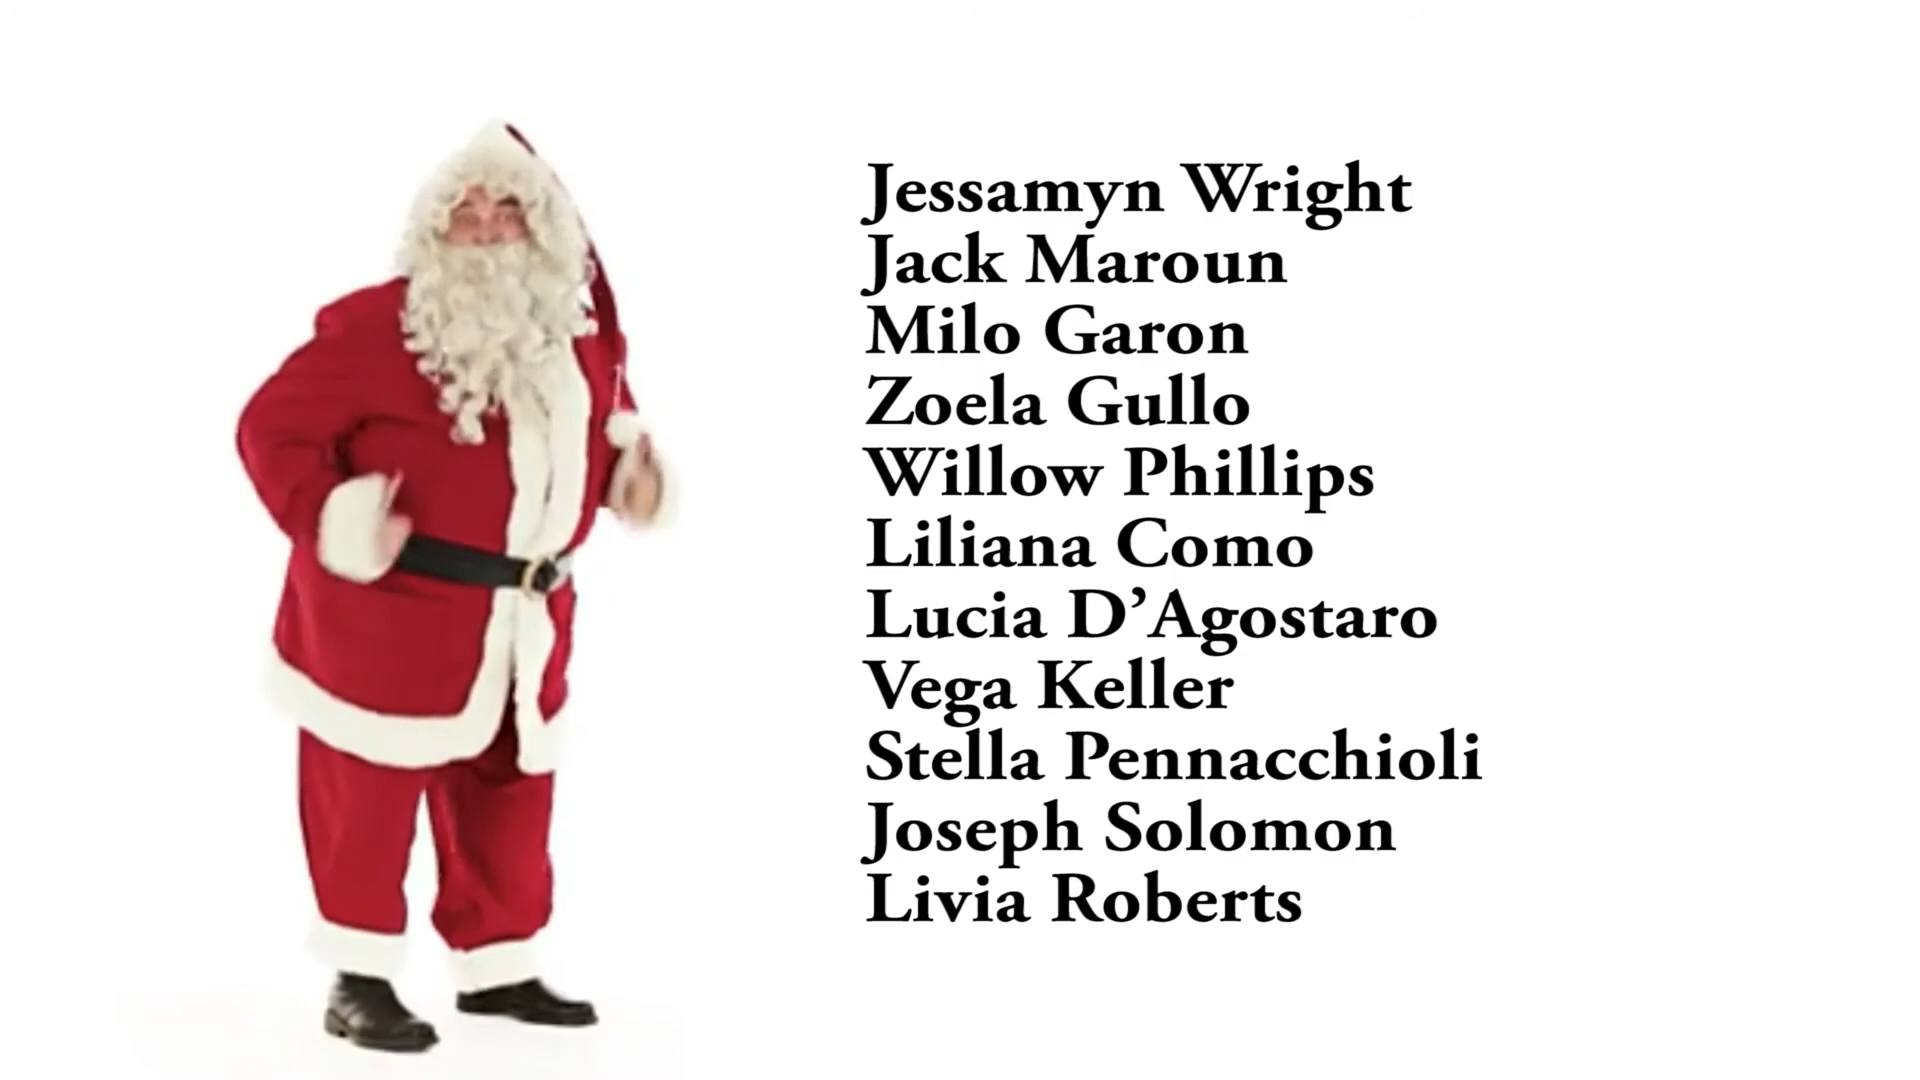 Jessamyn Wright
Jack Maroun
Milo Garon
Zoela Gullo
Willow Phillips
Liliana Como
Lucia D’Agostaro
Vega Keller
Stella Pennacchioli
Joseph Solomon
Livia Roberts